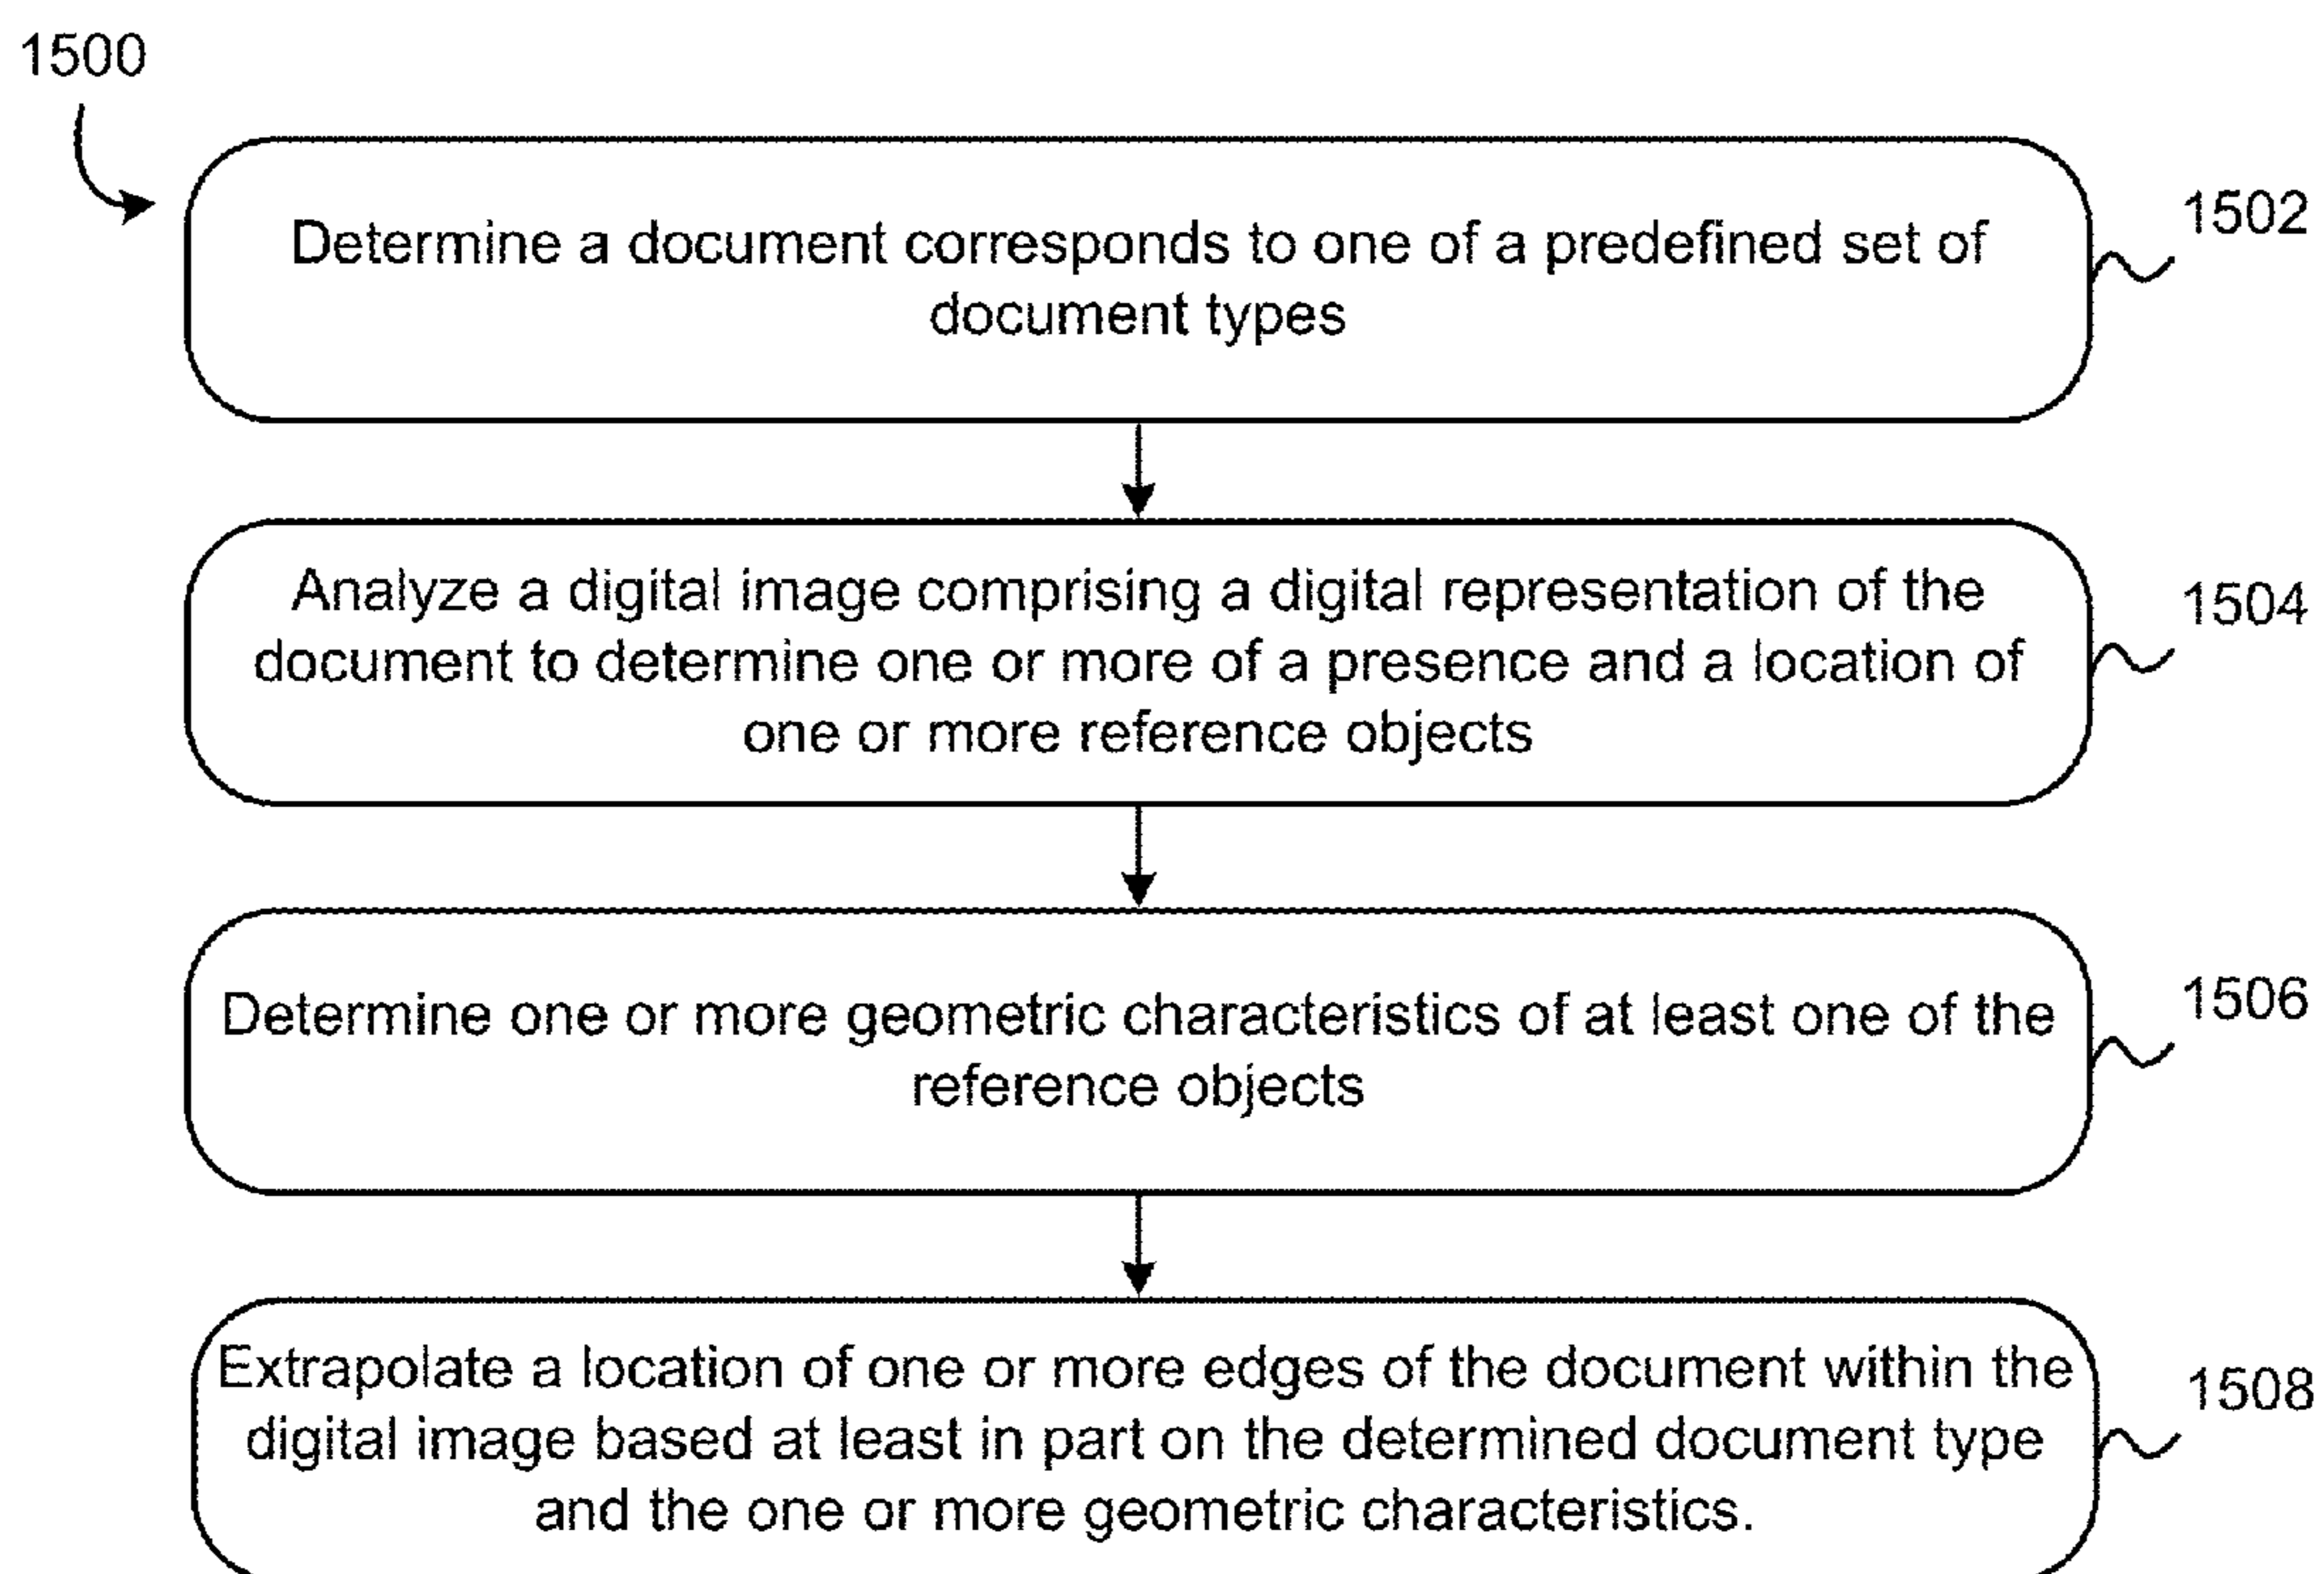 1500
Determine a document corresponds to one of a predefined set of
document types
1502
Analyze a digital image comprising a digital representation of the
document to determine one or more of a presence and a location of
one or more reference objects
1504
Determine one or more geometric characteristics of at least one of the
reference objects
1506
Extrapolate a location of one or more edges of the document within the
digital image based at least in part on the determined document type
and the one or more geometric characteristics.
1508